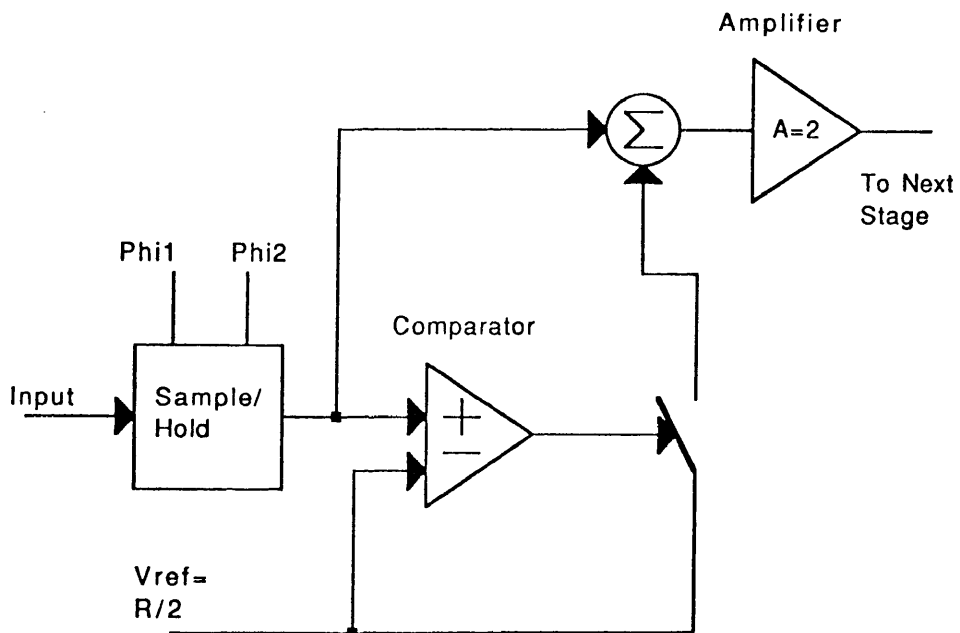 Amplifier
Σ
A=2
To Next
Stage
Phi1
Phi2
Comparator
Input
Sample/
Hold
+
−
Vref=
R/2